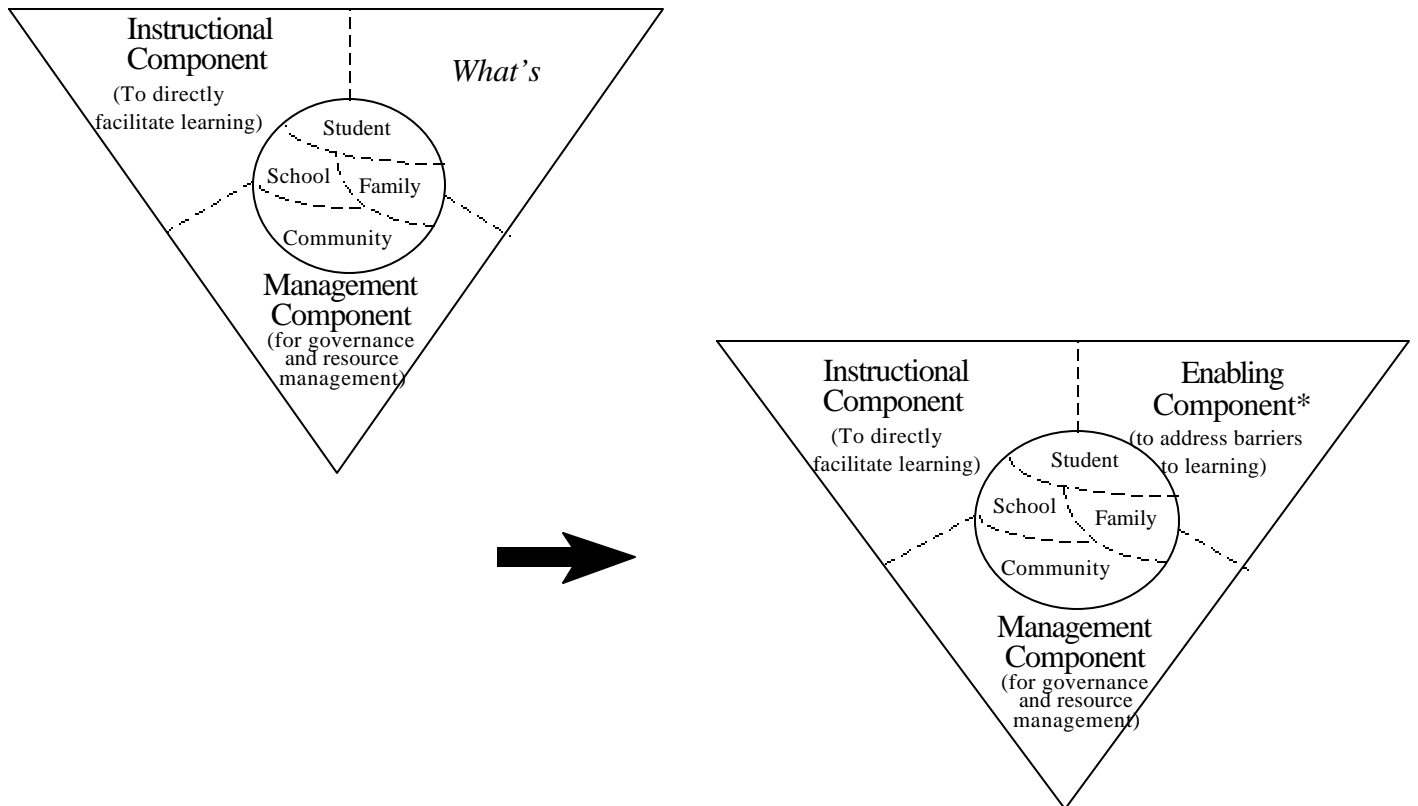 Instructional
Component
(To directly
facilitate learning)
What's
Student
School
Family
Community
Management
Component
(for governance
and resource
management)
Instructional
Component
(To directly
facilitate learning)
Enabling
Component*
(to address barriers
to learning)
Student
School
Family
Community
Management
Component
(for governance
and resource
management)